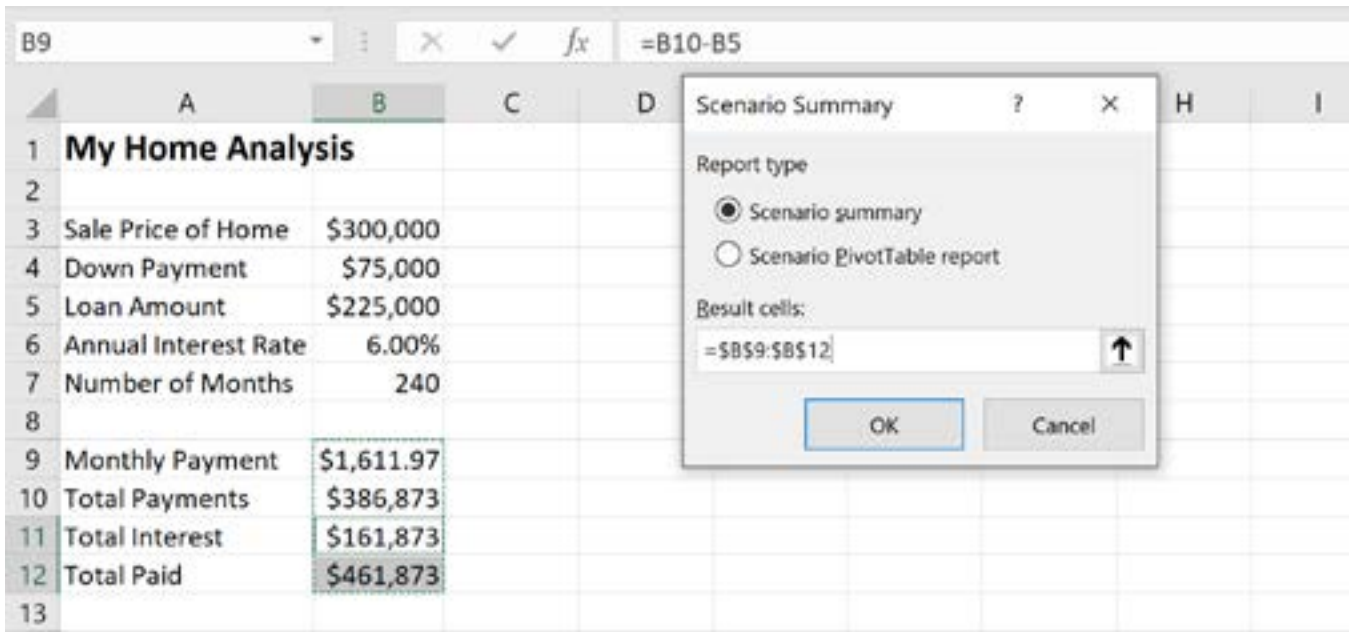 B9 fx =B10-B5
A B C D H I
Scenario Summary ? ×
1 My Home Analysis
Report type
2
Scenario summary
3 Sale Price of Home $300,000
Scenario PivotTable report
4 Down Payment $75,000
5 Loan Amount $225,000
Result cells:
6 Annual Interest Rate 6.00%
=$B$9:$B$12
7 Number of Months 240
8
OK Cancel
9 Monthly Payment $1,611.97
10 Total Payments $386,873
11 Total Interest $161,873
12 Total Paid $461,873
13